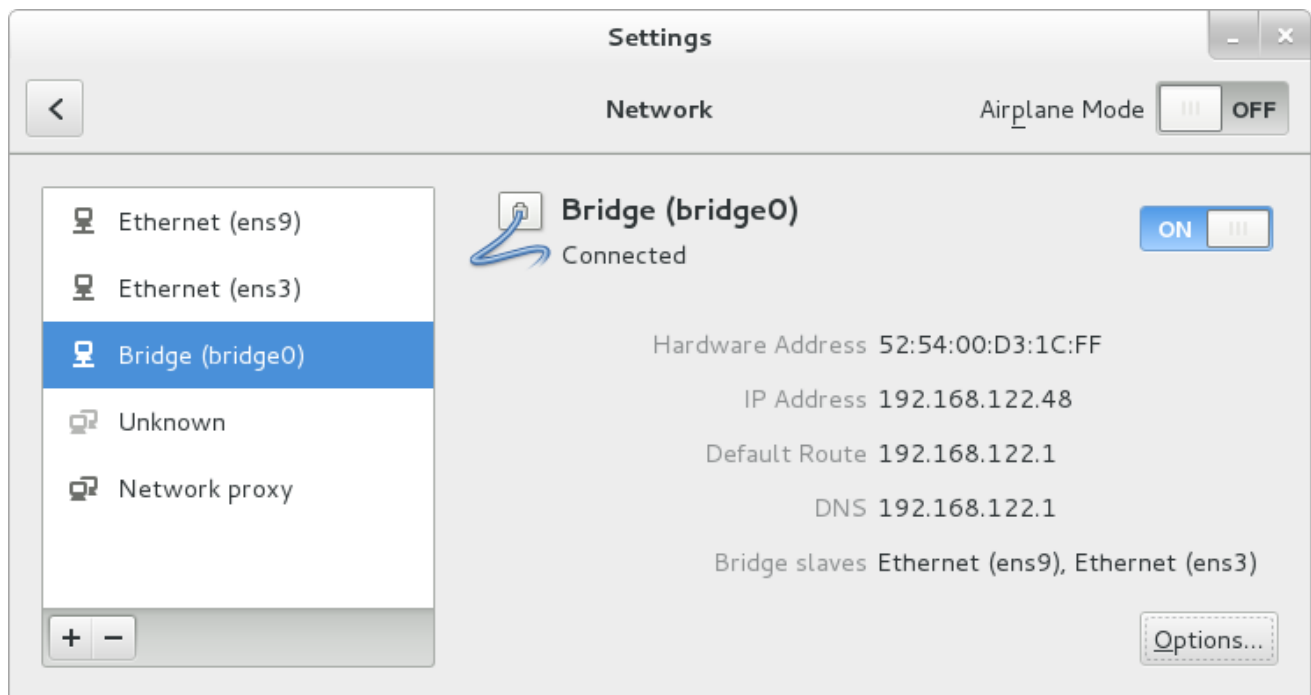 Settings
Network
Airplane Mode
OFF
Ethernet (ens9)
Ethernet (ens3)
Bridge (bridge0)
Unknown
Network proxy
Bridge (bridge0)
Connected
ON
Hardware Address 52:54:00:D3:1C:FF
IP Address 192.168.122.48
Default Route 192.168.122.1
DNS 192.168.122.1
Bridge slaves Ethernet (ens9), Ethernet (ens3)
Options...